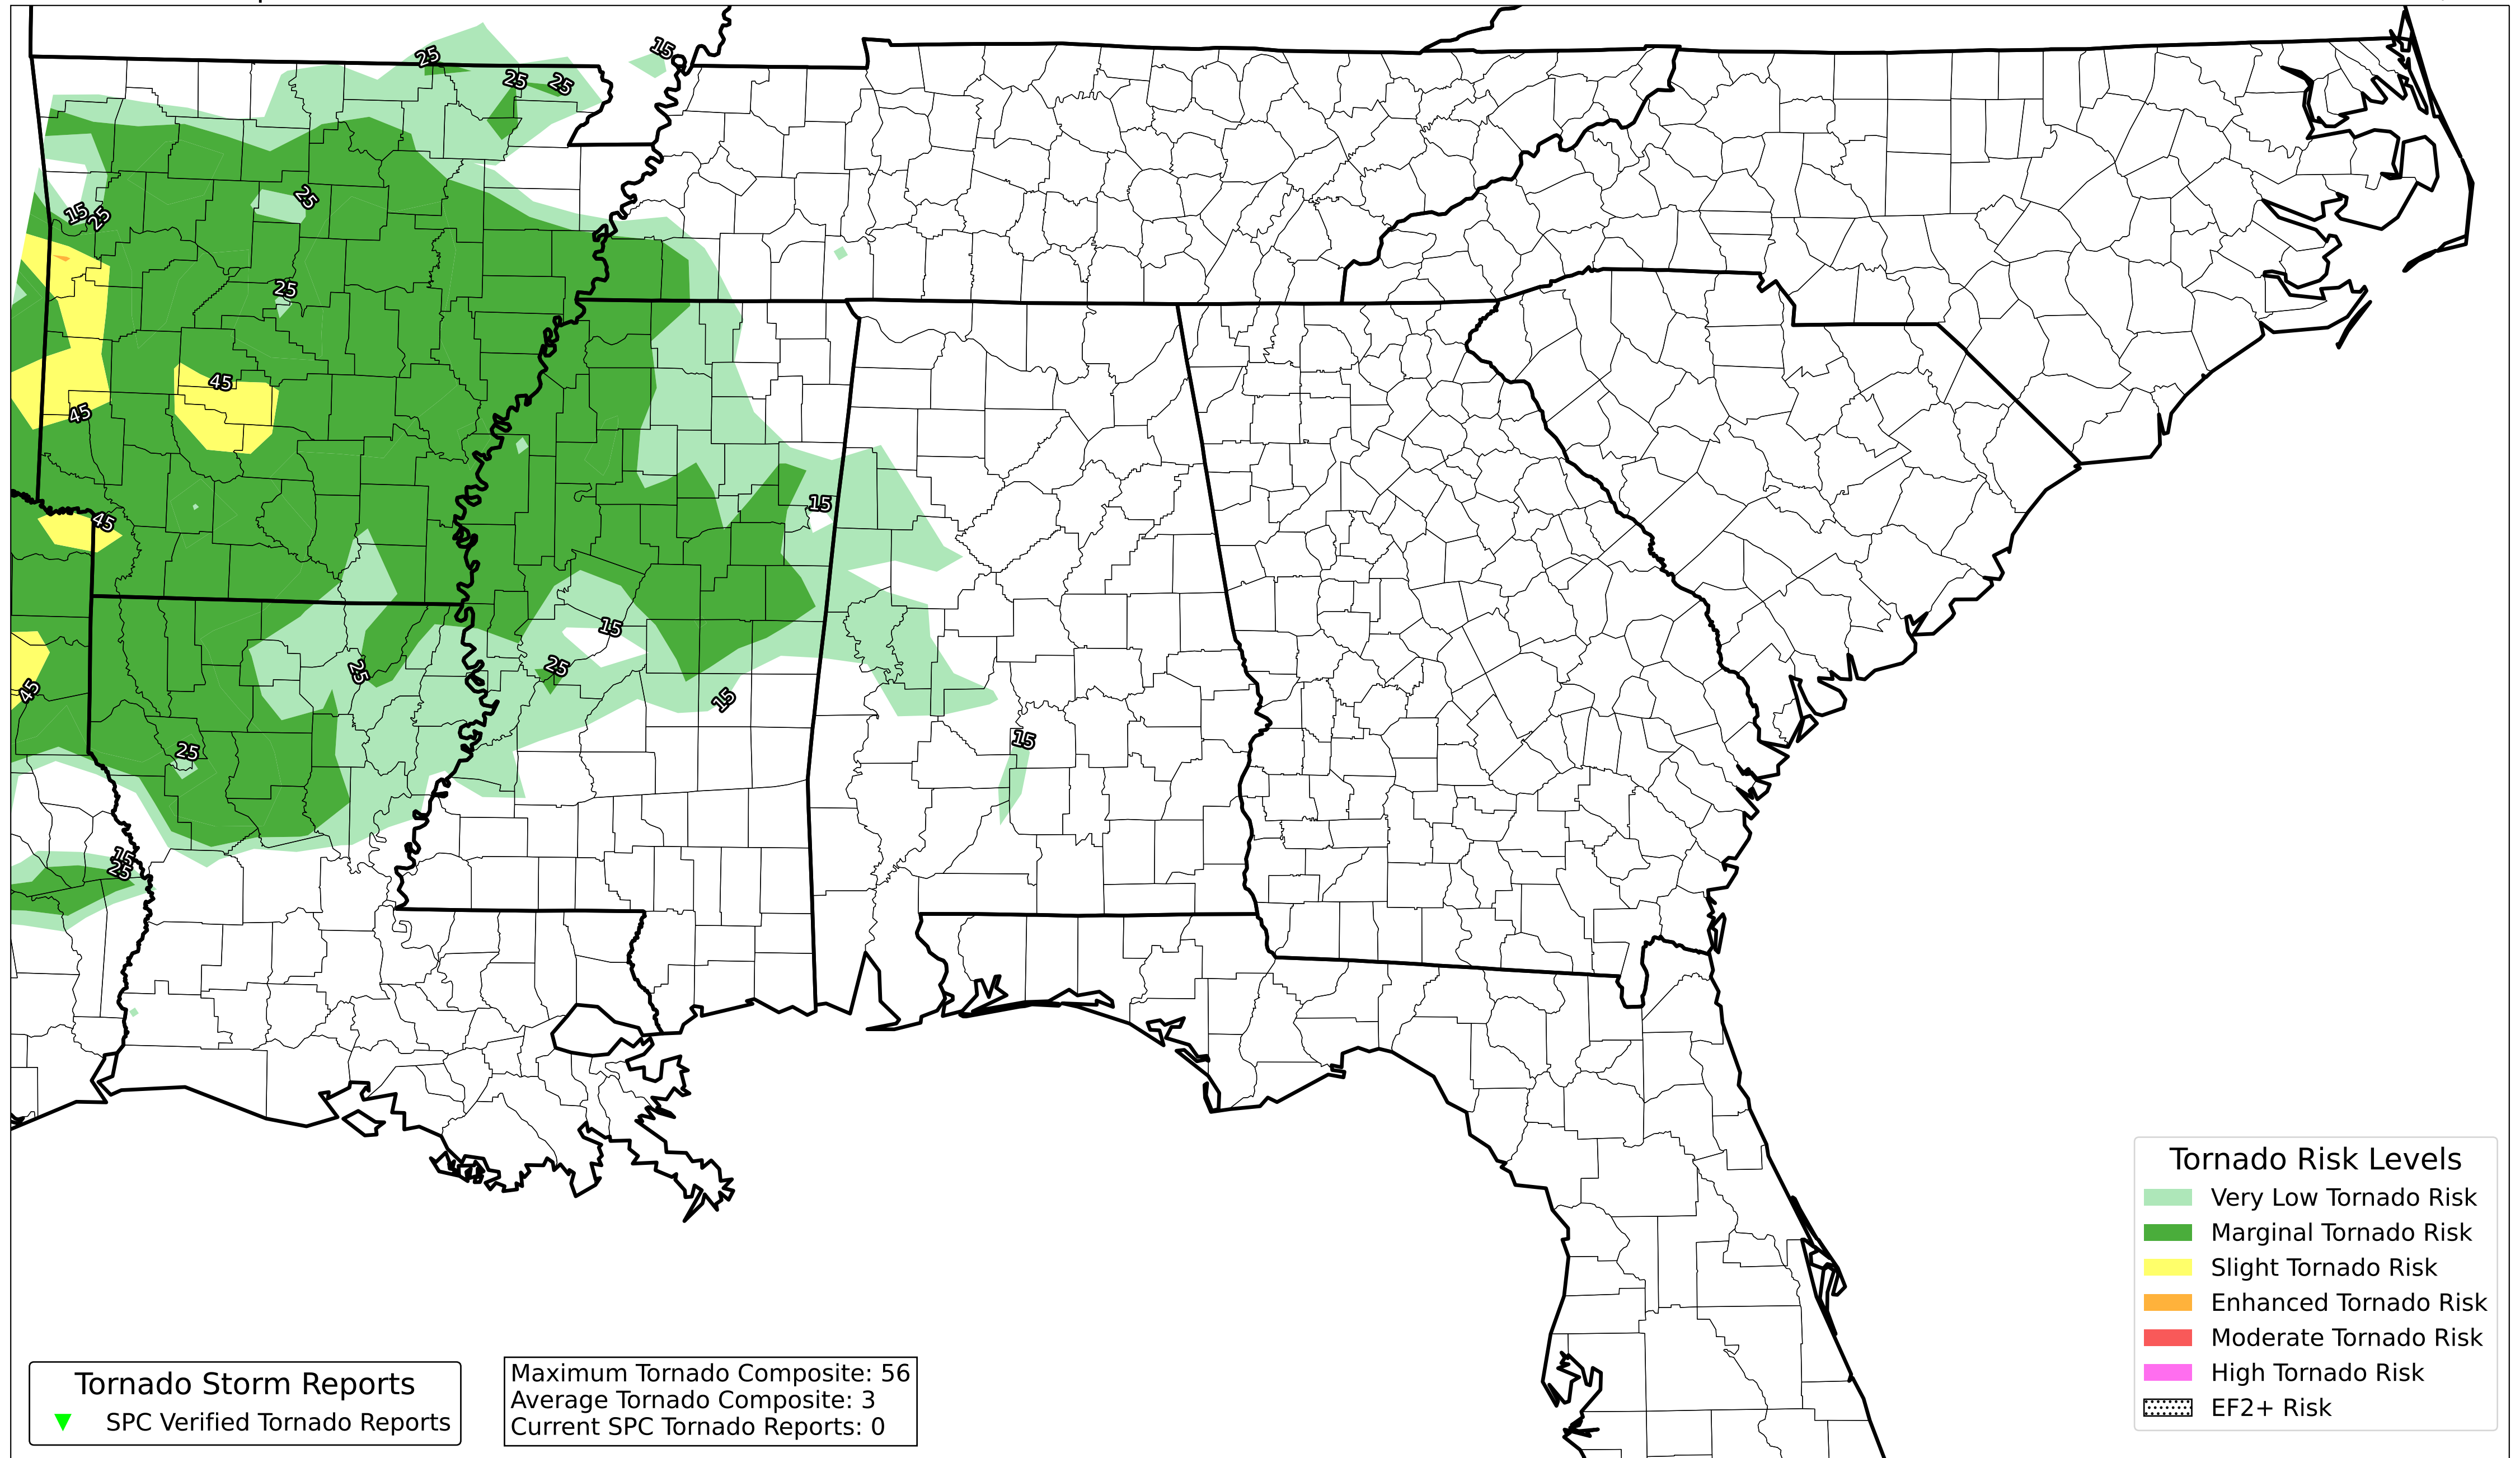 25
15
25
25
25
15
25
25
45
45
15
45
15
25
25
45
15
15
25
15
25
Tornado Risk Levels
Very Low Tornado Risk
Marginal Tornado Risk
Slight Tornado Risk
Enhanced Tornado Risk
Moderate Tornado Risk
High Tornado Risk
EF2+ Risk
Tornado Storm Reports
SPC Verified Tornado Reports
Maximum Tornado Composite: 56
Average Tornado Composite: 3
Current SPC Tornado Reports: 0